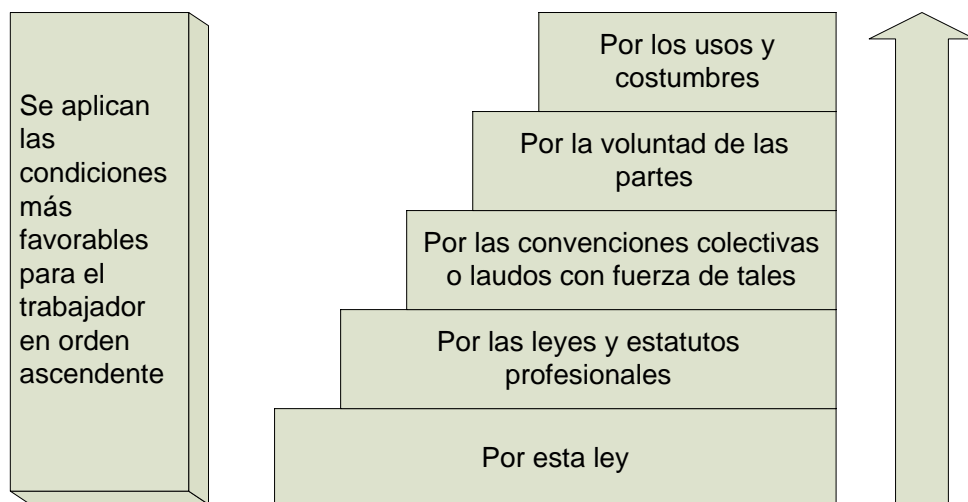 Se aplican
las
condiciones
más
favorables
para el
trabajador
en orden
ascendente
Por los usos y
costumbres
Por la voluntad de las
partes
Por las convenciones colectivas
o laudos con fuerza de tales
Por las leyes y estatutos
profesionales
Por esta ley